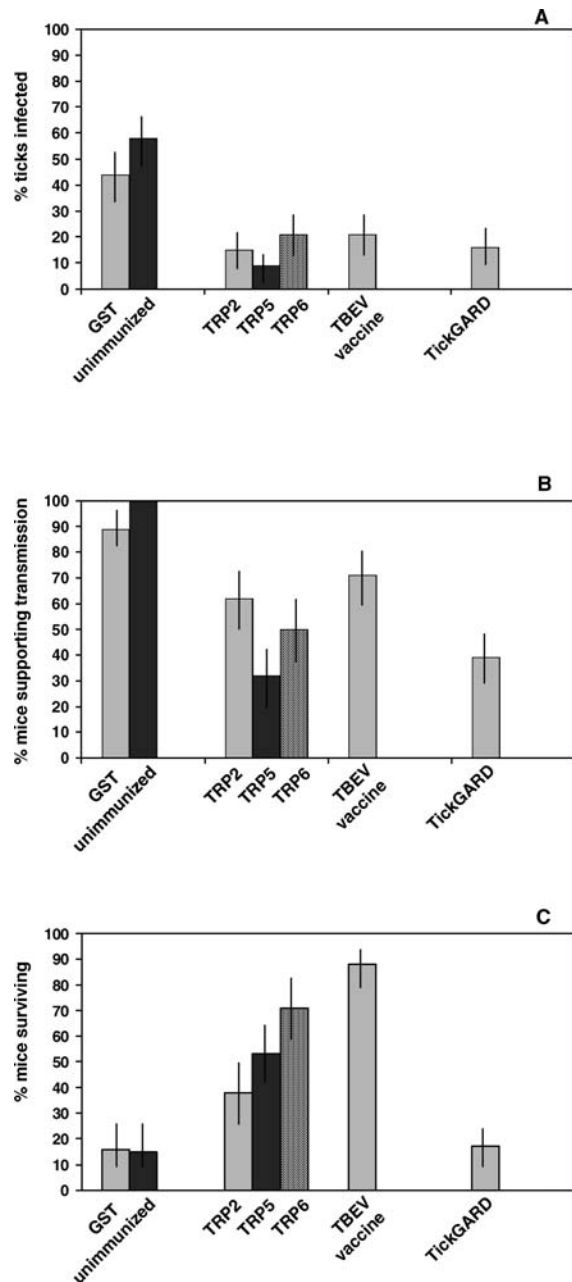 A
% ticks infected
100
90
80
70
60
50
40
30
20
10
0
GST
unimmunized
TRP2
TRP5
TRP6
TBEV
vaccine
TickGARD
B
% mice supporting transmission
100
90
80
70
60
50
40
30
20
10
0
GST
unimmunized
TRP2
TRP5
TRP6
TBEV
vaccine
TickGARD
C
% mice surviving
100
90
80
70
60
50
40
30
20
10
0
GST
unimmunized
TRP2
TRP5
TRP6
TBEV
vaccine
TickGARD